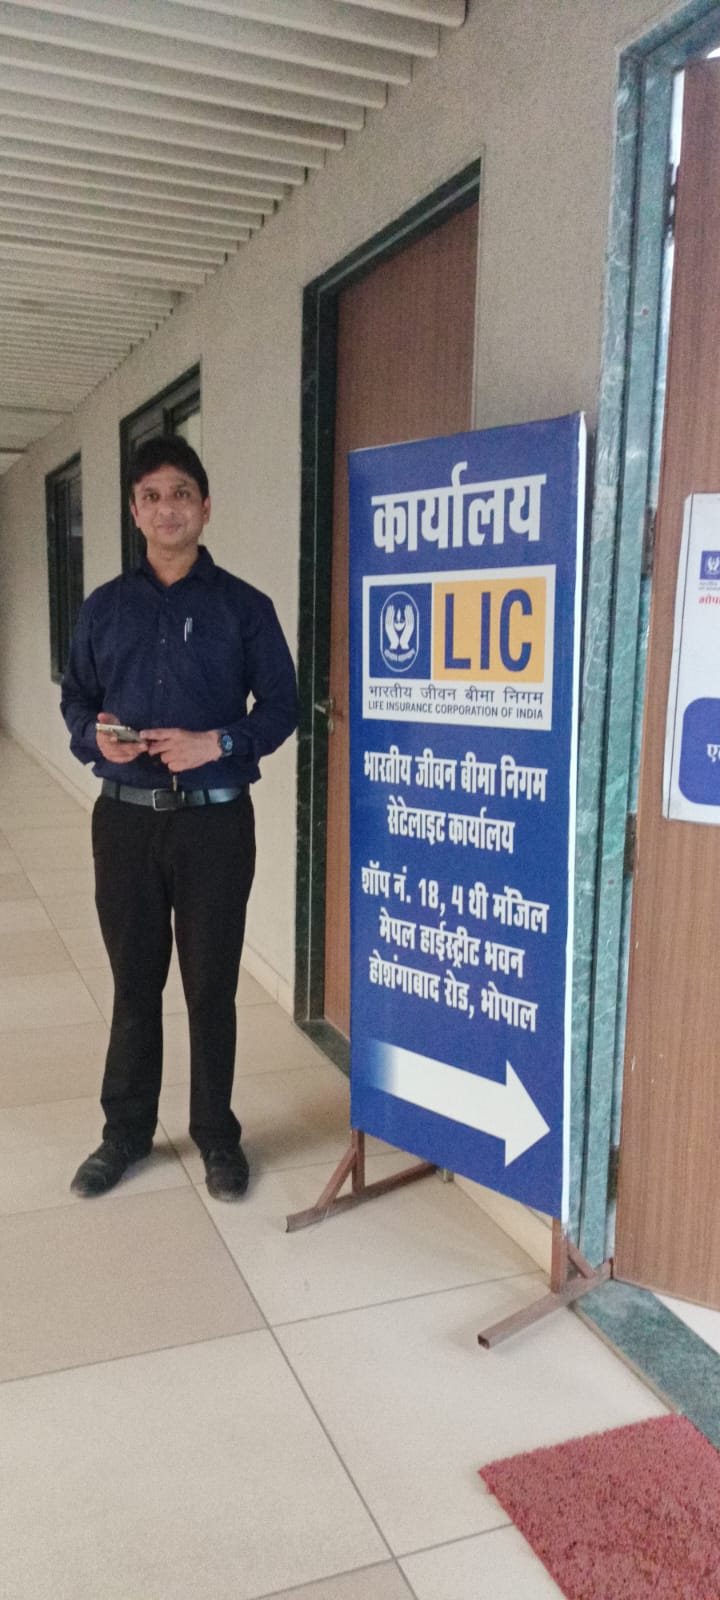 कार्यालय
LIC
भारतीय जीवन बीमा निगम
LIFE INSURANCE CORPORATION OF INDIA
भारतीय जीवन बीमा निगम
सेटेलाइट कार्यालय
शॉप नं. 18, 4 थी मंजिल
मेपल हाईस्ट्रीट भवन
होशंगाबाद रोड, भोपाल